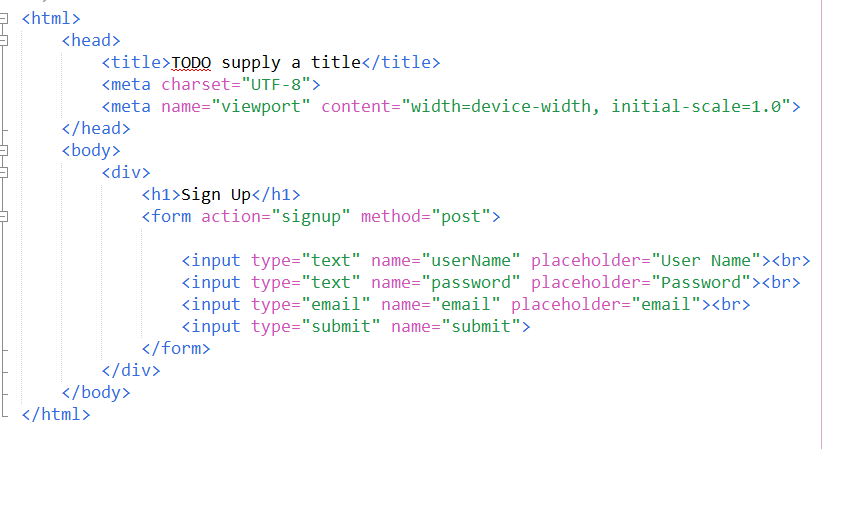 <html>
<head>
<title>TODO supply a title</title>
<meta charset="UTF-8">
<meta name="viewport" content="width=device-width, initial-scale=1.0">
</head>
<body>
<div>
<h1>Sign Up</h1>
<form action="signup" method="post">
<input type="text" name="userName" placeholder="User Name"><br>
<input type="text" name="password" placeholder="Password"><br>
<input type="email" name="email" placeholder="email"><br>
<input type="submit" name="submit">
</form>
</div>
</body>
</html>